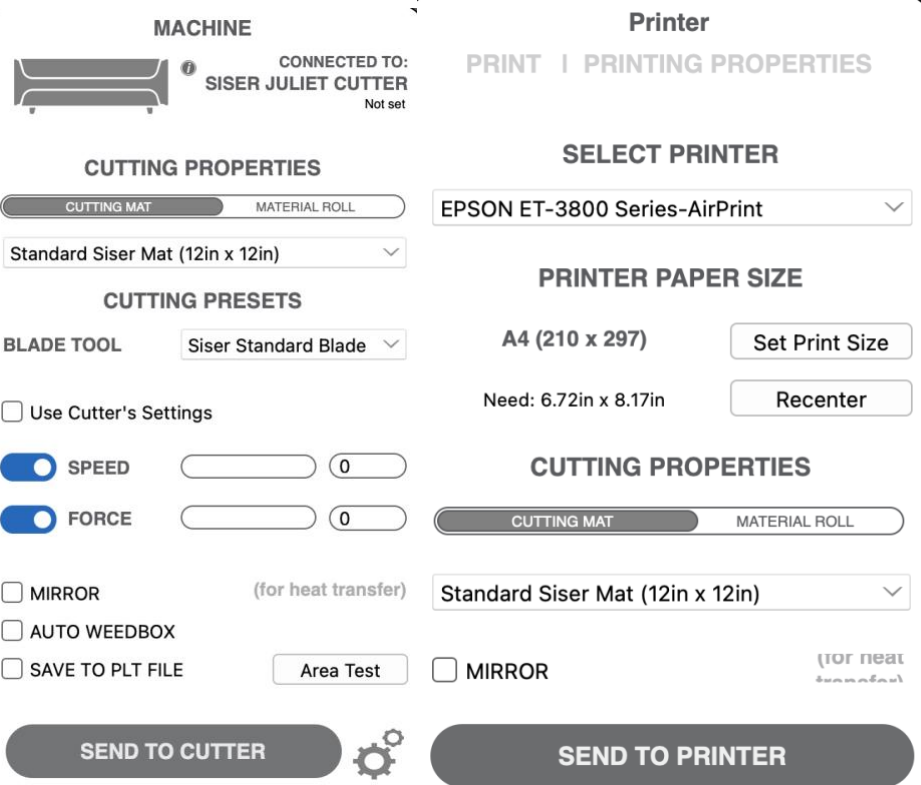 MACHINE
CONNECTED TO:
SISER JULIET CUTTER
Not set
CUTTING PROPERTIES
CUTTING MAT MATERIAL ROLL
Standard Siser Mat (12in x 12in)
CUTTING PRESETS
BLADE TOOL Siser Standard Blade
Use Cutter's Settings
SPEED 0
FORCE 0
MIRROR (for heat transfer)
AUTO WEEDBOX
SAVE TO PLT FILE Area Test
SEND TO CUTTER
Printer
PRINT | PRINTING PROPERTIES
SELECT PRINTER
EPSON ET-3800 Series-AirPrint
PRINTER PAPER SIZE
A4 (210 x 297) Set Print Size
Need: 6.72in x 8.17in Recenter
CUTTING PROPERTIES
CUTTING MAT MATERIAL ROLL
Standard Siser Mat (12in x 12in)
MIRROR (for heat
transfer)
SEND TO PRINTER